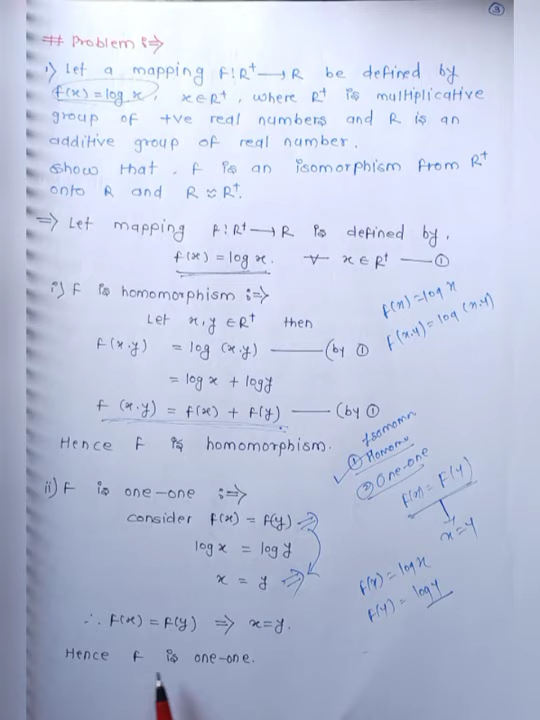 3
## Problem :⇒
1) Let a mapping f: R⁺ → R be defined by
f(x) = log x, x ∈ R⁺, where R⁺ is multiplicative
group of +ve real numbers and R is an
additive group of real number.
Show that, f is an isomorphism from R⁺
onto R and R ≈ R⁺.
⇒ Let mapping f: R⁺ → R is defined by,
f(x) = log x. ∀ x ∈ R⁺ — ①
i) f is homomorphism :⇒
Let x, y ∈ R⁺ then
f(x·y) = log (x·y) — (by ①
= log x + log y
f (x·y) = f(x) + f(y) — (by ①
Hence f is homomorphism.
f(x) = log x
f(x·y) = log (x·y)
ii) f is one-one :⇒
consider f(x) = f(y) ⇒
log x = log y
x = y ⇒
∴ f(x) = f(y) ⇒ x = y.
Hence f is one-one.
Isomom
✓ ① Homomo
② One-one
f(x) = f(y)
↓
x = y
f(x) = log x
f(y) = log y